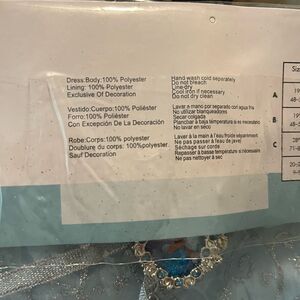 Dress:Body:100% Polyester
Lining: 100% Polyester
Exclusive Of Decoration
Hand wash cold separately
Do not bleach
Line dry
Cool iron if necessary
Do not dry clean
Vestido:Cuerpo:100% Poliéster
Forro:100% Poliéster
Con Excepción De La Decoración
Lavar a mano por separado con agua fria
No utilizar blanqueadores
Secar colgada
Planchar a baja temperatura si es necesario
No lavar en seco
Robe:Corps:100% polyester
Doublure du corps: 100% polyester
Sauf Decoration
Laver à la main à l'eau froide séparément
Ne pas passer à l'eau de javel
Séchage sur corde
Repasser à basse température si nécessaire
Ne pas nettoyer à sec
A
B
C